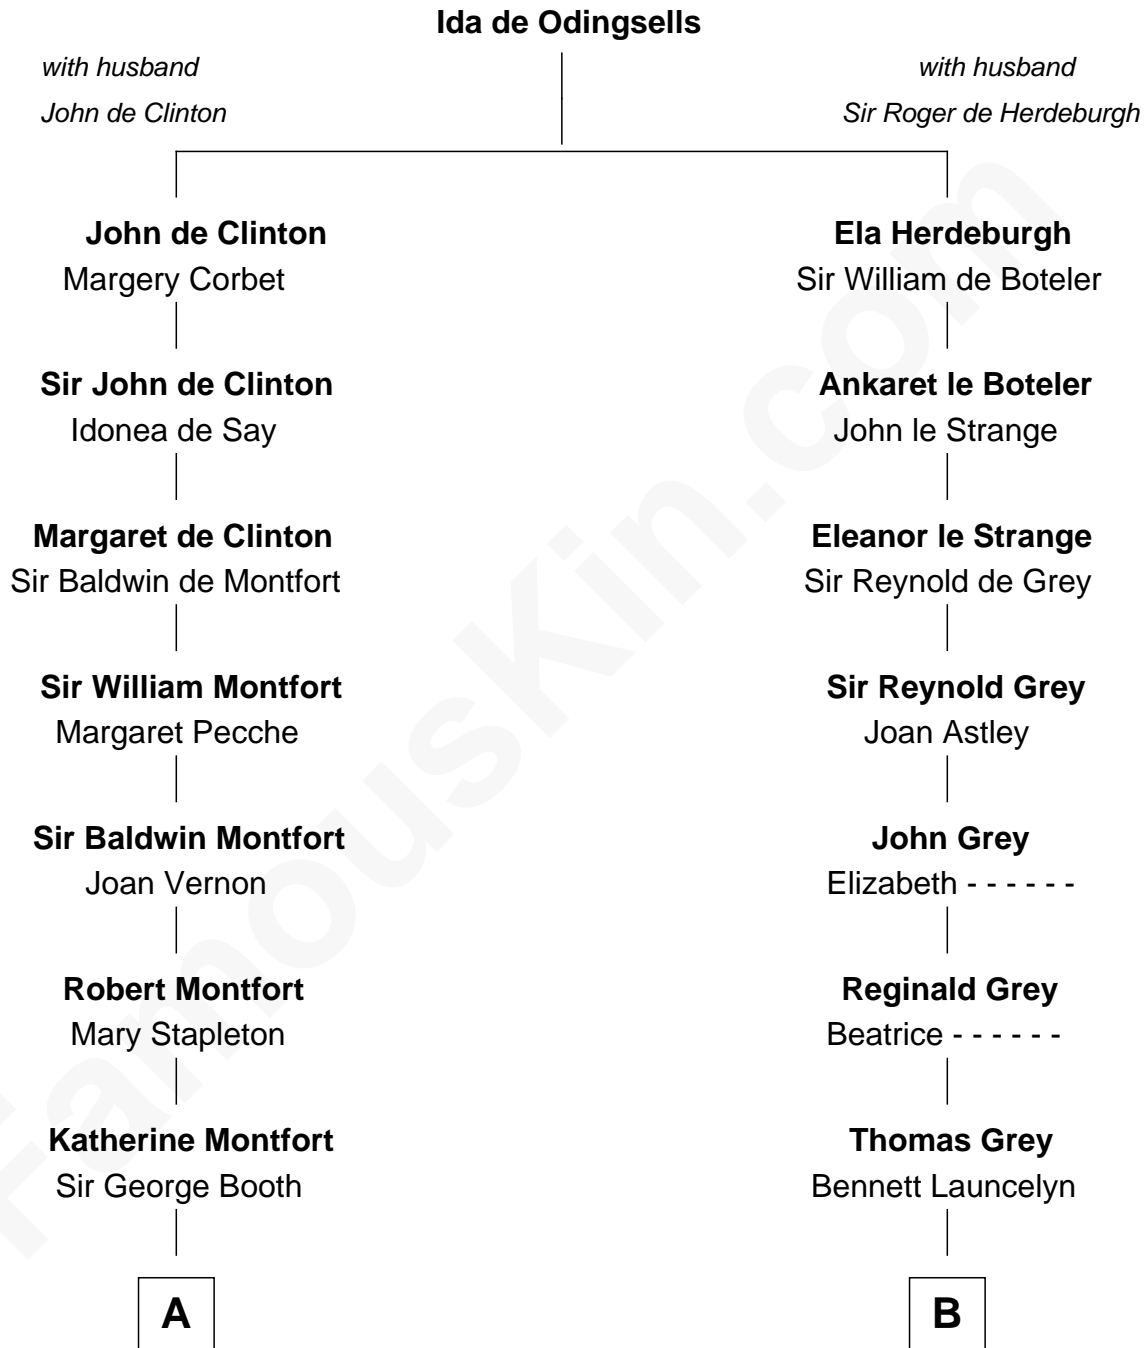 Ida de Odingsells
with husband
John de Clinton
with husband
Sir Roger de Herdeburgh
John de Clinton
Margery Corbet
Ela Herdeburgh
Sir William de Boteler
Sir John de Clinton
Idonea de Say
Ankaret le Boteler
John le Strange
Margaret de Clinton
Sir Baldwin de Montfort
Eleanor le Strange
Sir Reynold de Grey
Sir William Montfort
Margaret Pecche
Sir Reynold Grey
Joan Astley
Sir Baldwin Montfort
Joan Vernon
John Grey
Elizabeth - - - - - -
Robert Montfort
Mary Stapleton
Reginald Grey
Beatrice - - - - - -
Katherine Montfort
Sir George Booth
Thomas Grey
Bennett Launcelyn
A
B
FamousKin.com